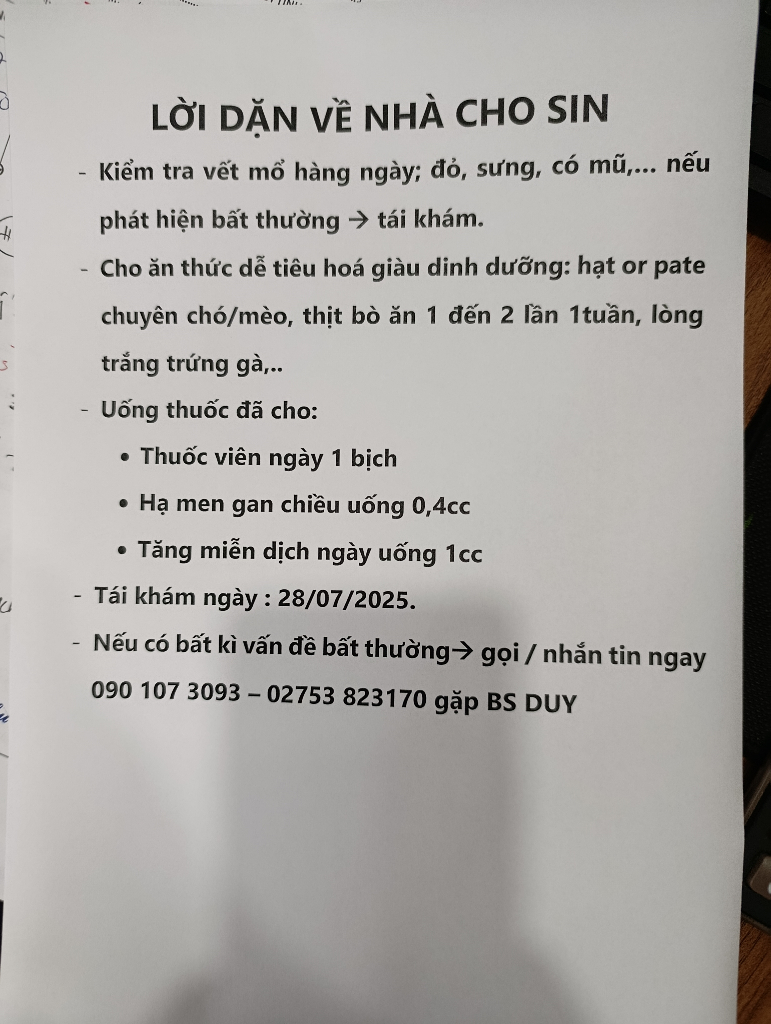 LỜI DẶN VỀ NHÀ CHO SIN
- Kiểm tra vết mổ hàng ngày; đỏ, sưng, có mũ,... nếu
phát hiện bất thường → tái khám.
- Cho ăn thức dễ tiêu hoá giàu dinh dưỡng: hạt or pate
chuyên chó/mèo, thịt bò ăn 1 đến 2 lần 1tuần, lòng
trắng trứng gà,..
- Uống thuốc đã cho:
• Thuốc viên ngày 1 bịch
• Hạ men gan chiều uống 0,4cc
• Tăng miễn dịch ngày uống 1cc
- Tái khám ngày : 28/07/2025.
- Nếu có bất kì vấn đề bất thường→ gọi / nhắn tin ngay
090 107 3093 – 02753 823170 gặp BS DUY